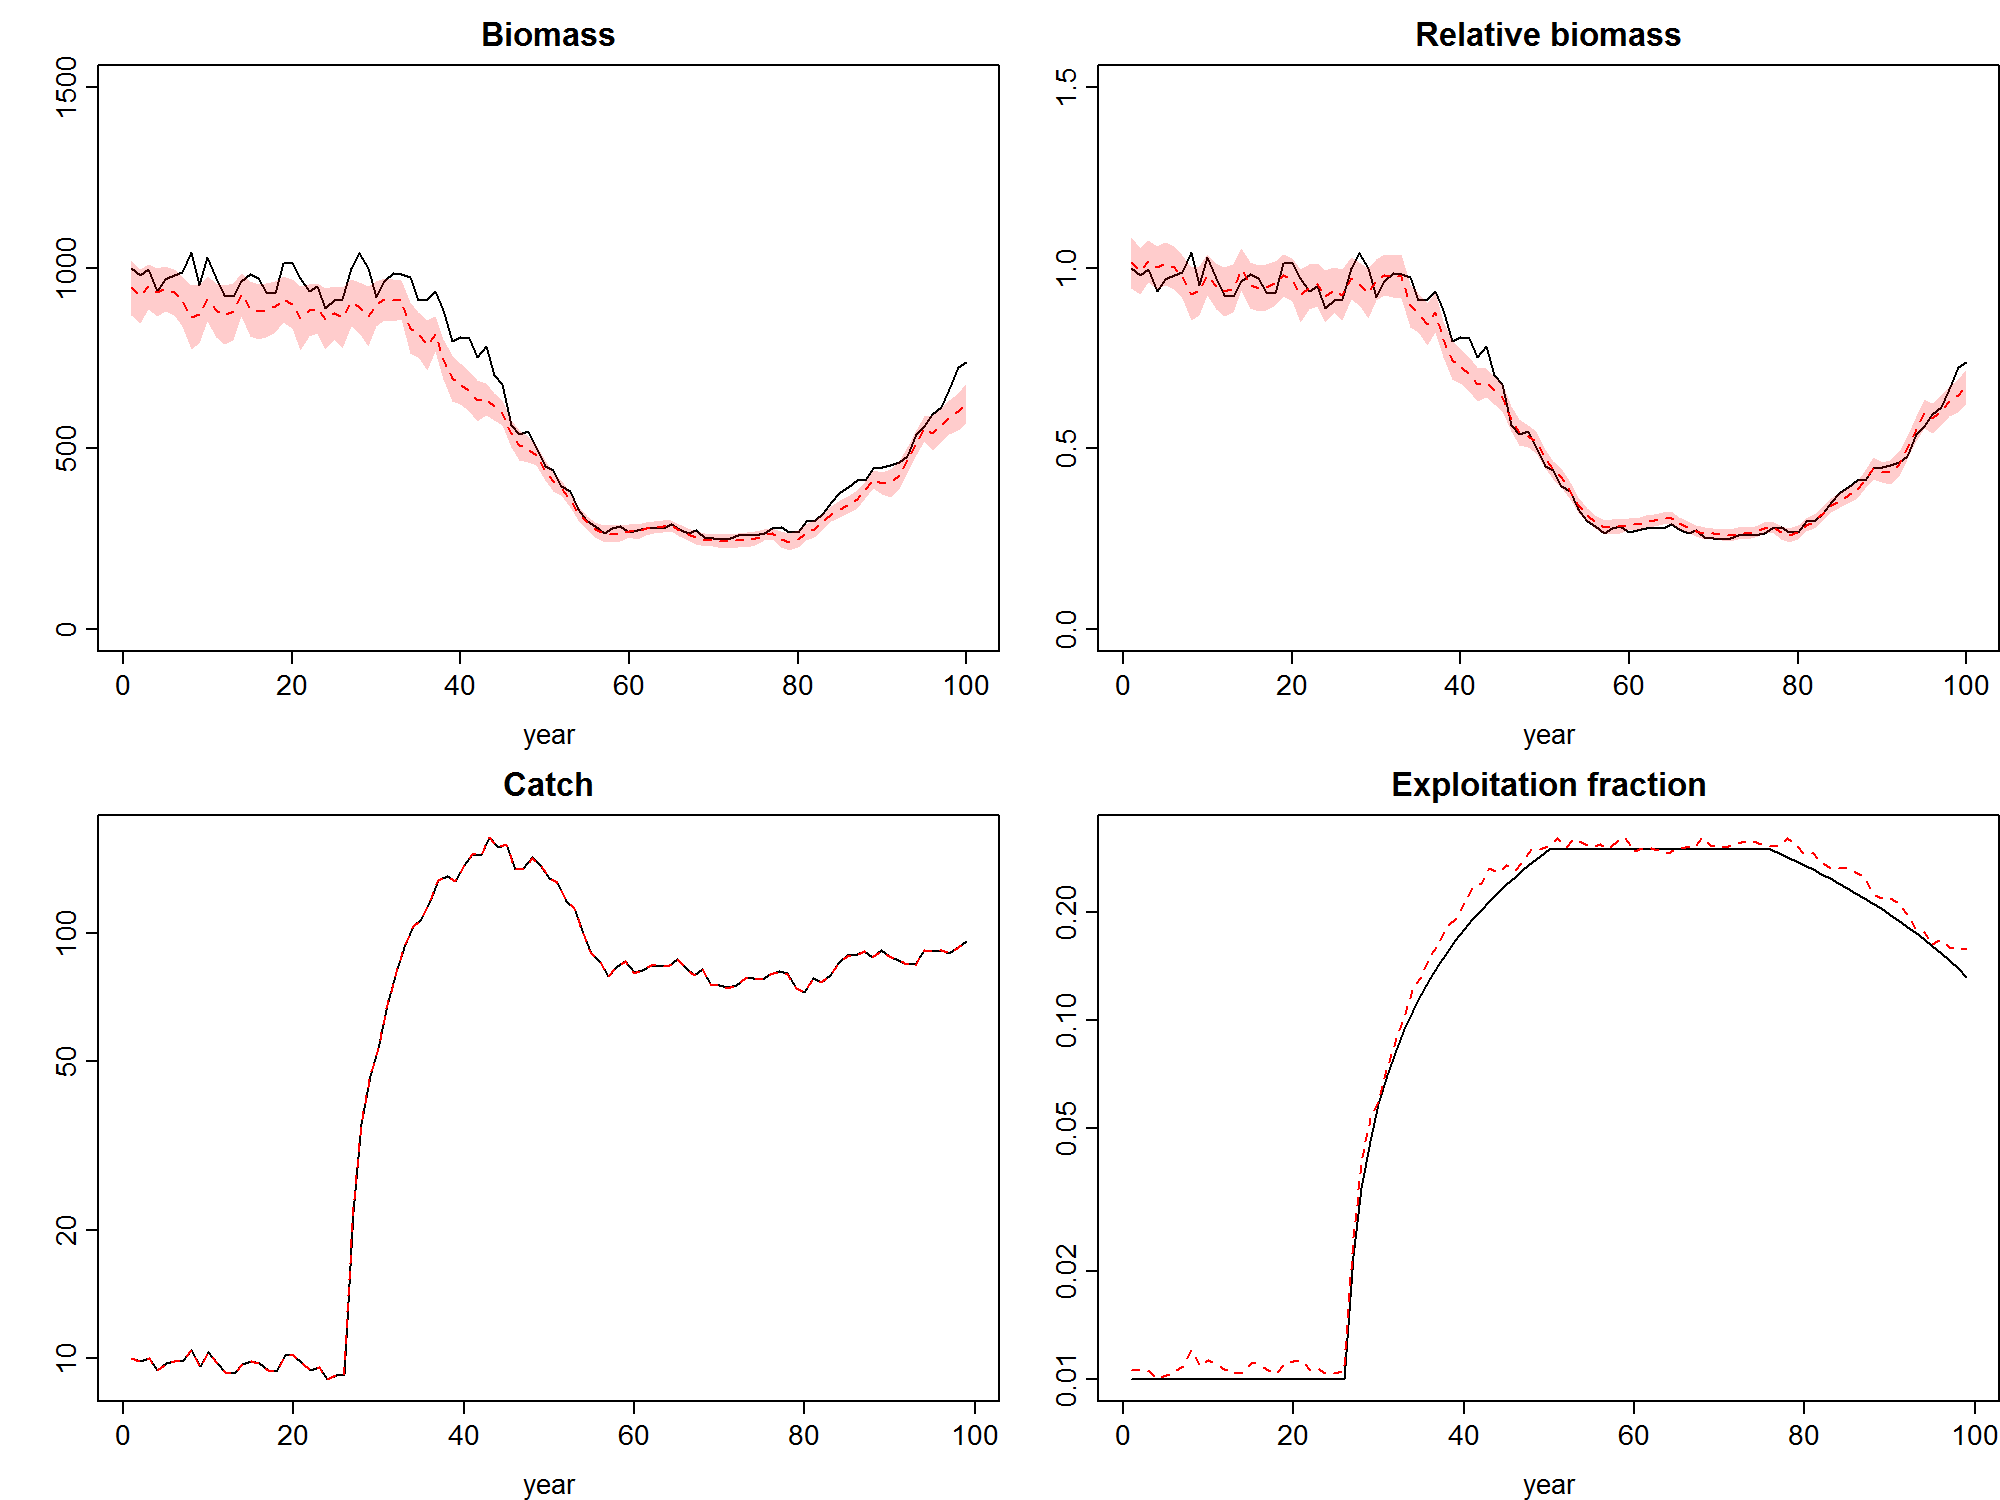 Biomass
1500
1000
500
0
0 20 40 60 80 100
year
Relative biomass
1.5
1.0
0.5
0.0
0 20 40 60 80 100
year
Catch
100
50
20
10
0 20 40 60 80 100
year
Exploitation fraction
0.20
0.10
0.05
0.02
0.01
0 20 40 60 80 100
year